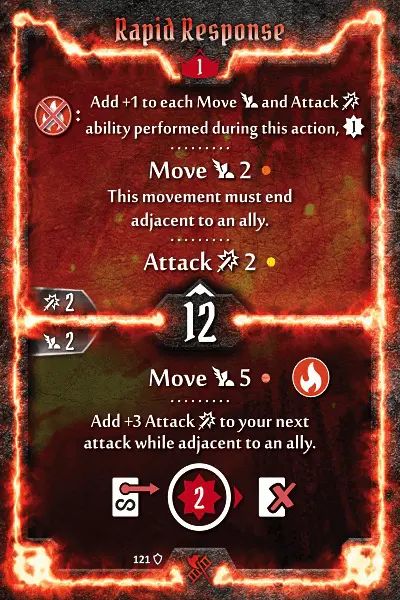 Rapid Response
1
: Add +1 to each Move and Attack
ability performed during this action, 1
Move 2
This movement must end
adjacent to an ally.
Attack 2
2
12
2
Move 5
Add +3 Attack to your next
attack while adjacent to an ally.
S 2
121